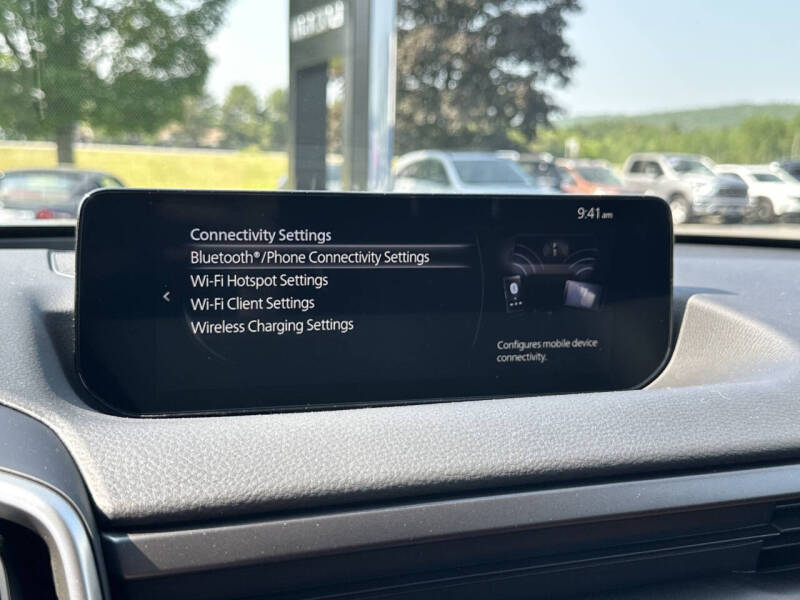 9:41 am
Connectivity Settings
Bluetooth®/Phone Connectivity Settings
Wi-Fi Hotspot Settings
Wi-Fi Client Settings
Wireless Charging Settings
Configures mobile device
connectivity.